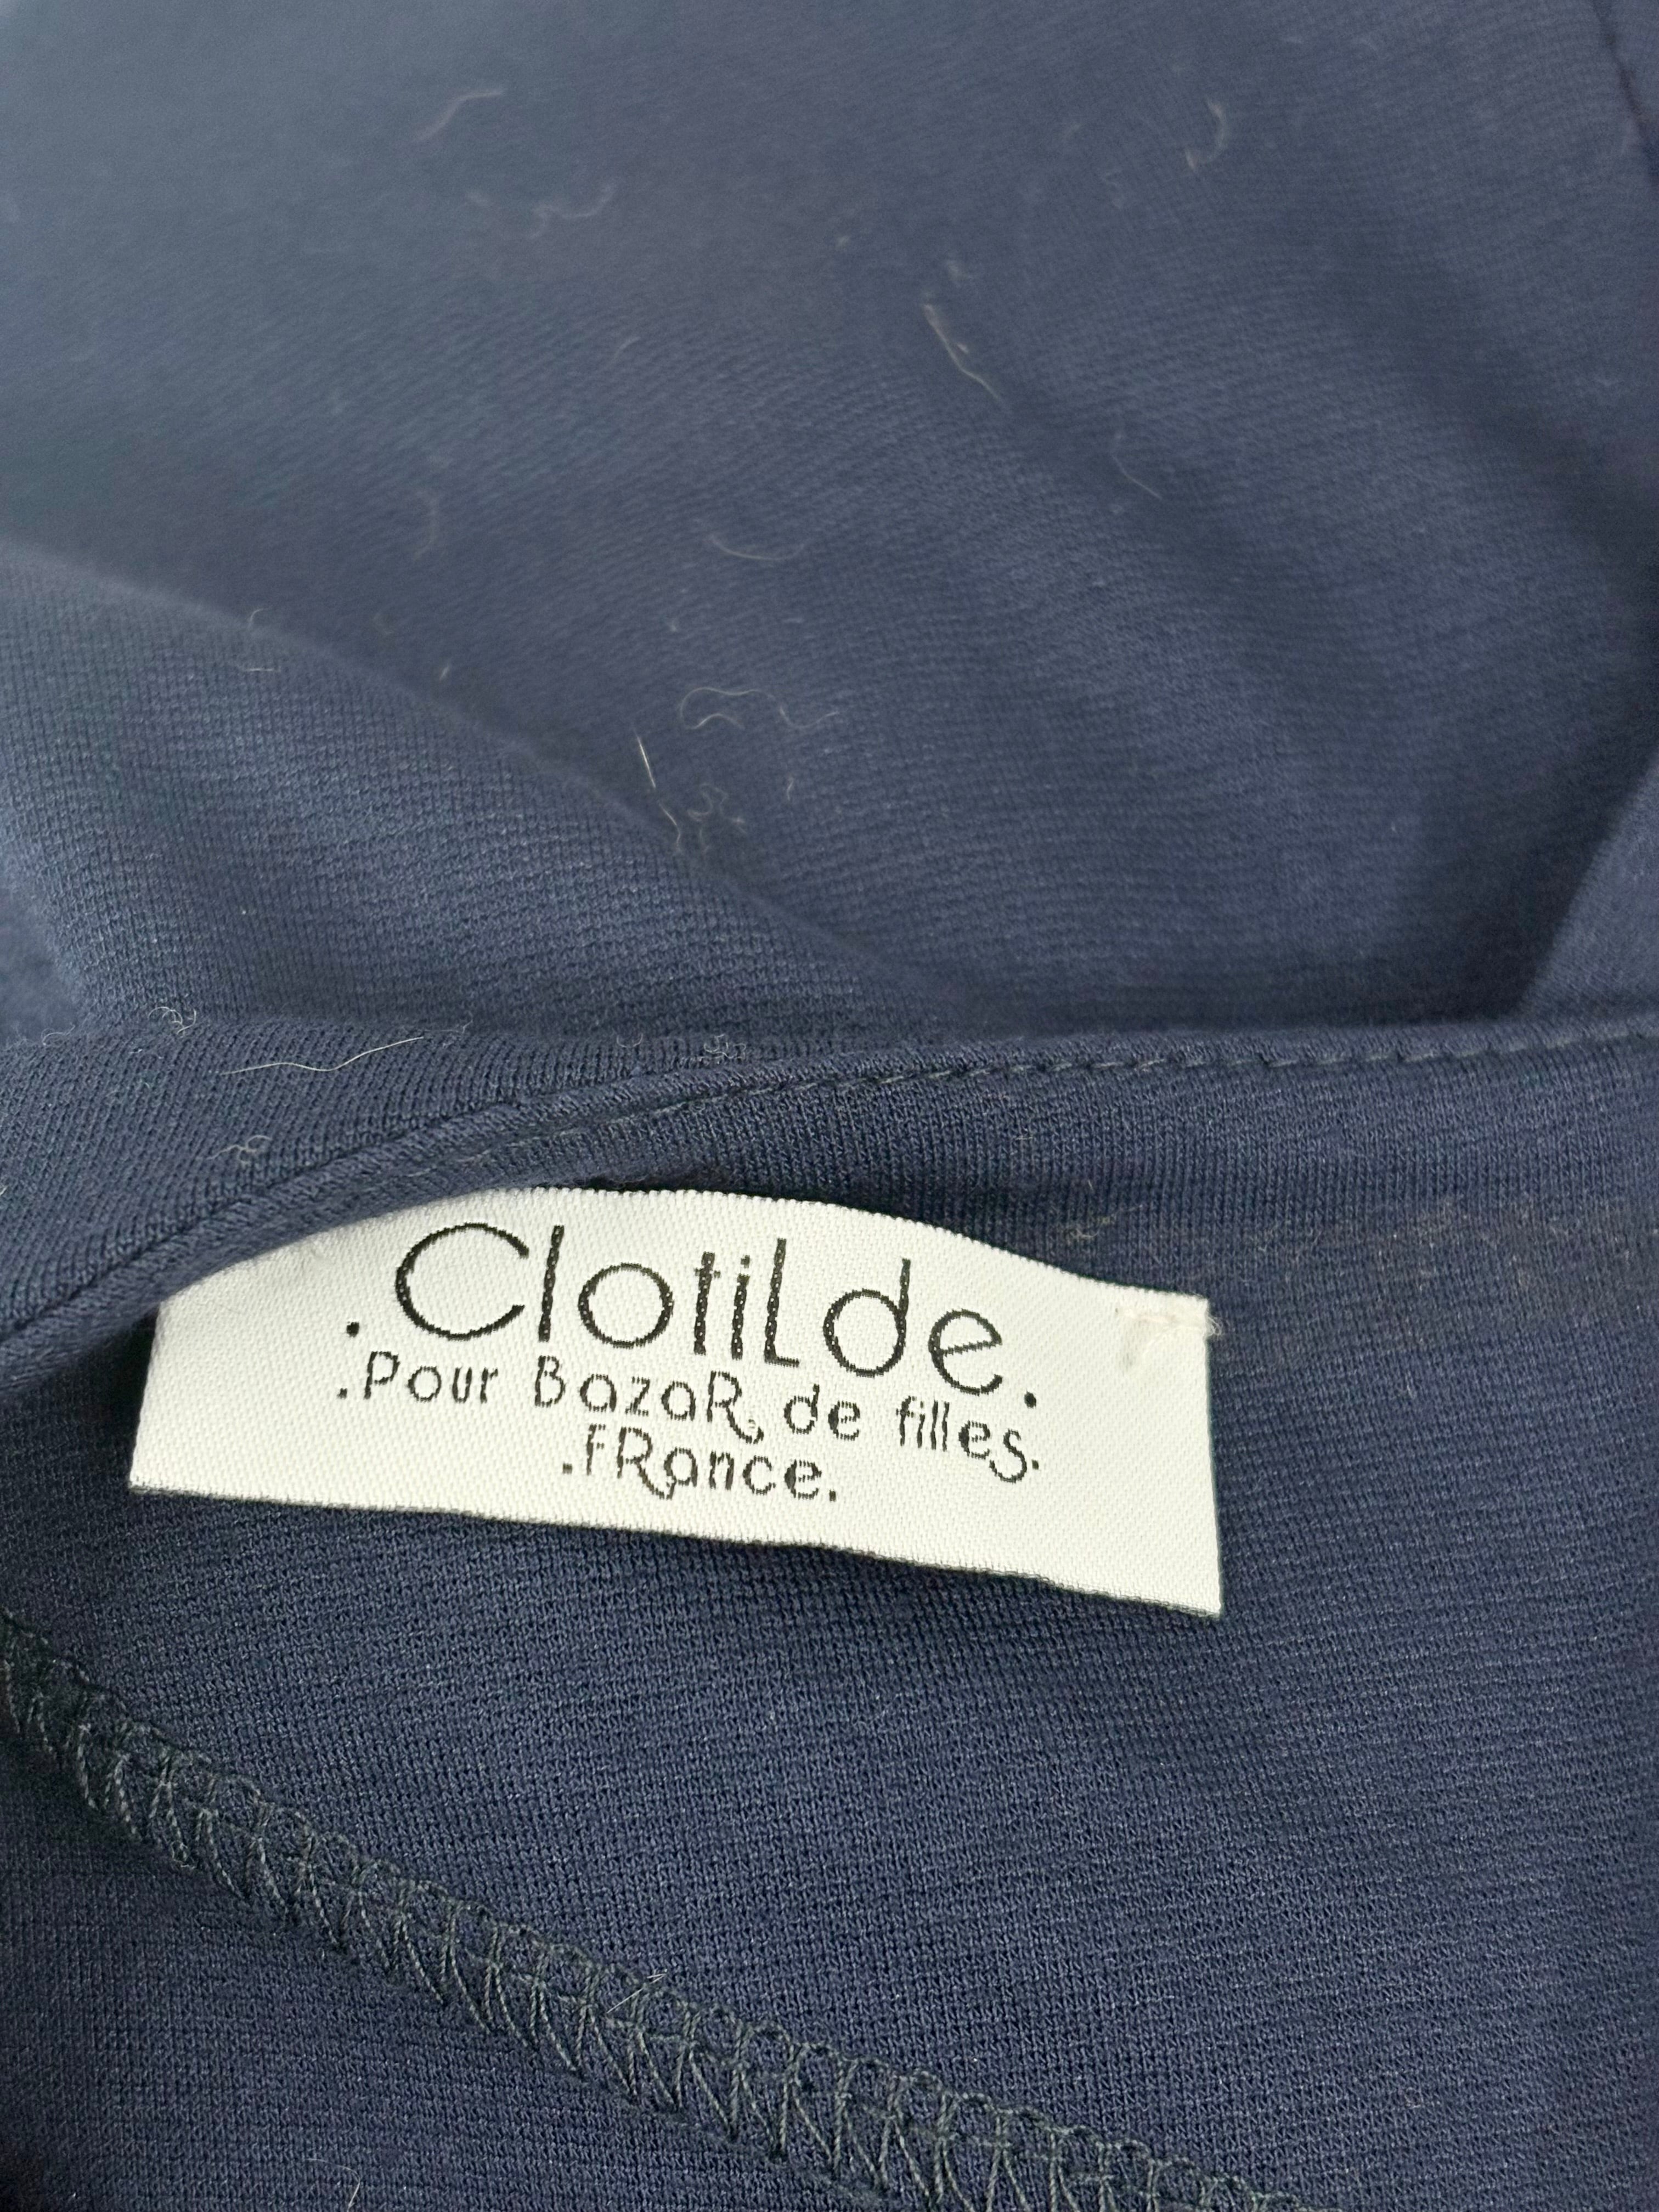 .Clotilde.
.Pour BazaR de filles.
.fRance.